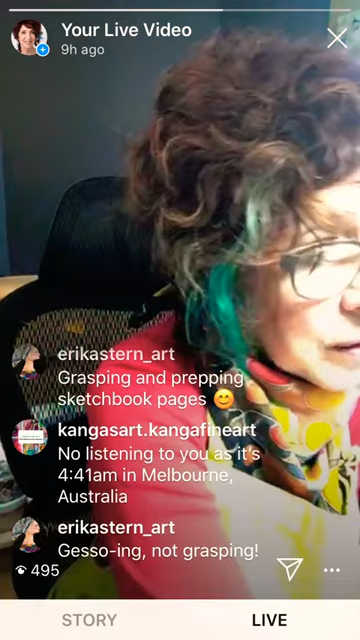 Your Live Video
9h ago
erikastern_art
Grasping and prepping
sketchbook pages 😊
kangasart.kangafineart
No listening to you as it's
4:41am in Melbourne,
Australia
erikastern_art
Gesso-ing, not grasping!
495
STORY
LIVE